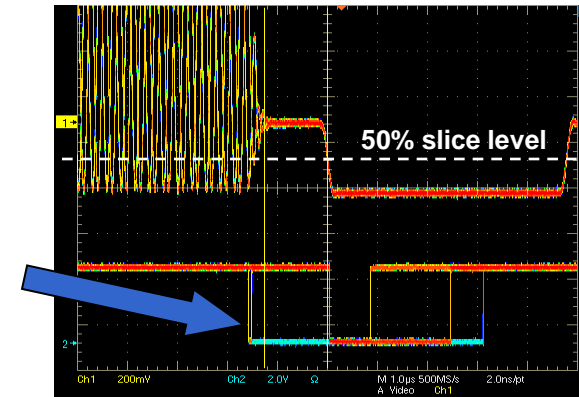 1
50% slice level
2
Ch1 200mV Ch2 2.0V Ω M 1.0µs 500MS/s 2.0ns/pt
A Video Ch1